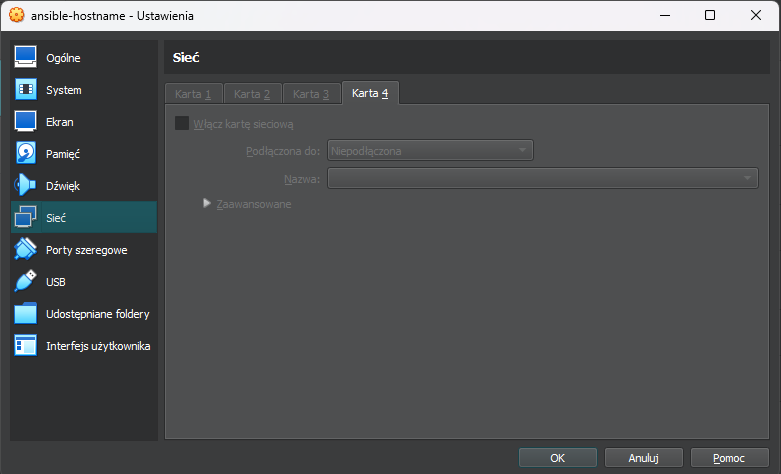 ansible-hostname - Ustawienia
Ogólne
System
Ekran
Pamięć
Dźwięk
Sieć
Porty szeregowe
USB
Udostępniane foldery
Interfejs użytkownika
Sieć
Karta 1 Karta 2 Karta 3 Karta 4
Włącz kartę sieciową
Podłączona do: Niepodłączona
Nazwa:
Zaawansowane
OK Anuluj Pomoc